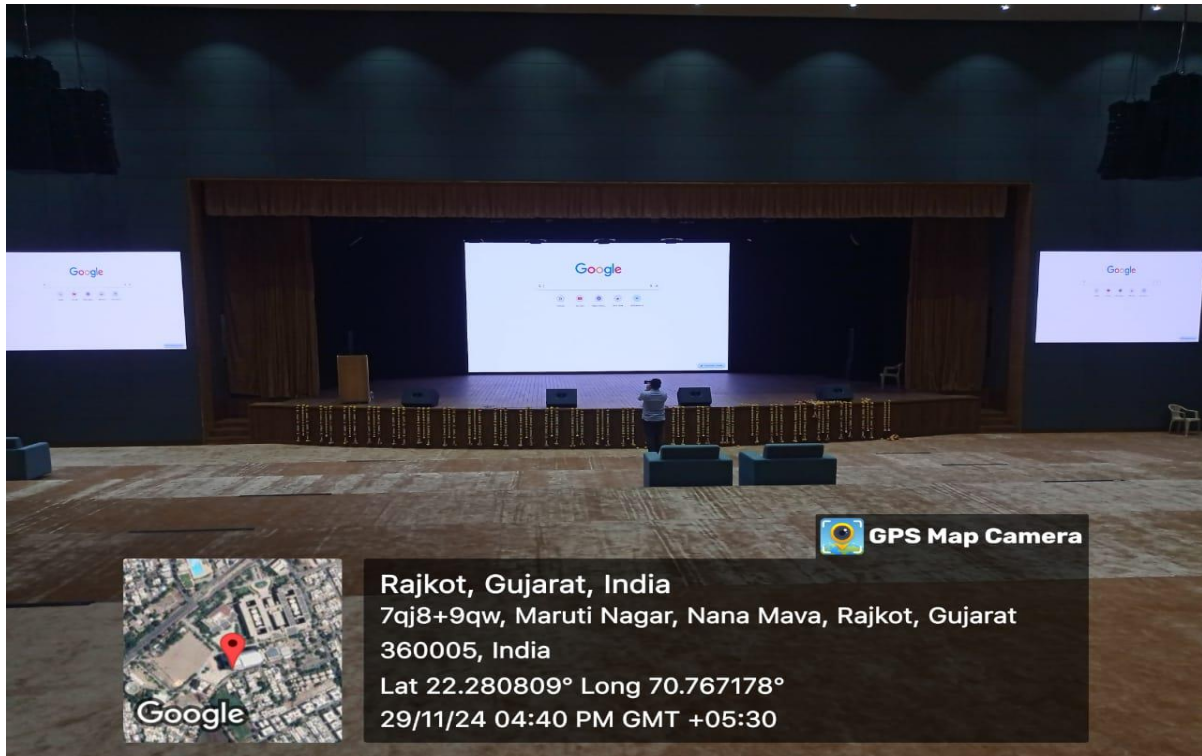 Google
Google
Google
GPS Map Camera
Rajkot, Gujarat, India
7qj8+9qw, Maruti Nagar, Nana Mava, Rajkot, Gujarat
360005, India
Lat 22.280809° Long 70.767178°
29/11/24 04:40 PM GMT +05:30
Google